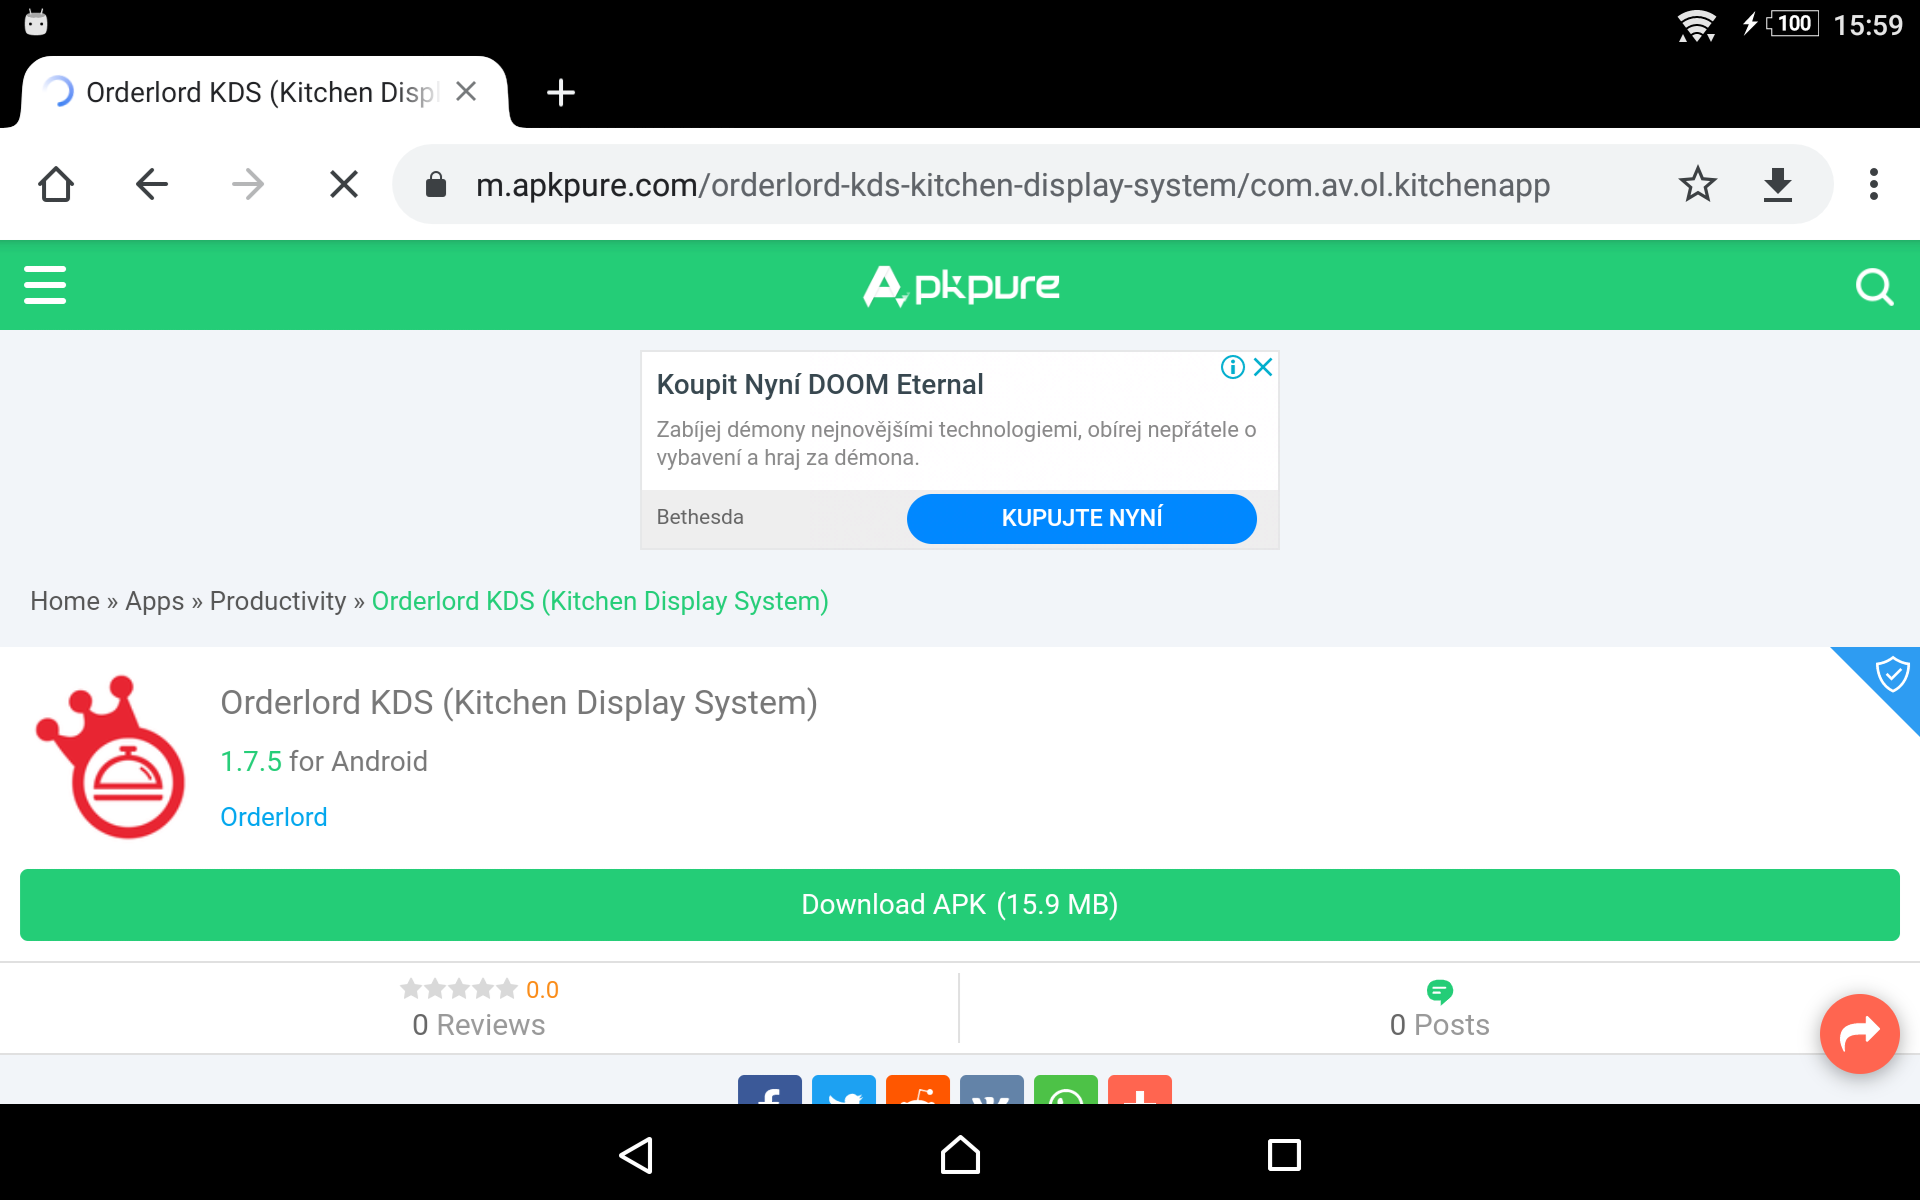 100 15:59
Orderlord KDS (Kitchen Displ
m.apkpure.com/orderlord-kds-kitchen-display-system/com.av.ol.kitchenapp
Apkpure
Koupit Nyní DOOM Eternal
Zabíjej démony nejnovějšími technologiemi, obírej nepřátele o
vybavení a hraj za démona.
Bethesda
KUPUJTE NYNÍ
Home » Apps » Productivity » Orderlord KDS (Kitchen Display System)
Orderlord KDS (Kitchen Display System)
1.7.5 for Android
Orderlord
Download APK (15.9 MB)
0.0
0 Reviews
0 Posts